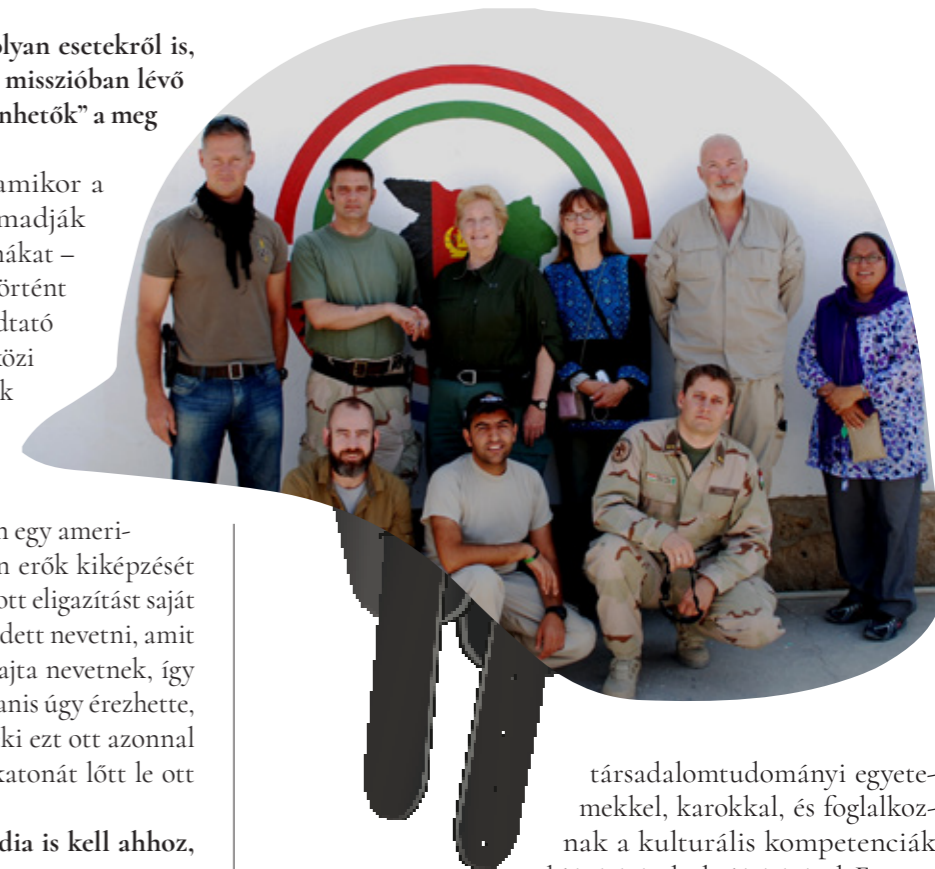 olyan esetekről is,
misszióban lévő
nhetők” a meg
amikor a
madják
nákat –
örtént
dtató
közi
k
n egy ameri-
n erők kiképzését
ott eligazítást saját
dett nevetni, amit
ajta nevetnek, így
anis úgy érezhette,
ki ezt ott azonnal
katonát lőtt le ott
dia is kell ahhoz,
társadalomtudományi egyete-
mekkel, karokkal, és foglalkoz-
nak a kulturális kompetenciák